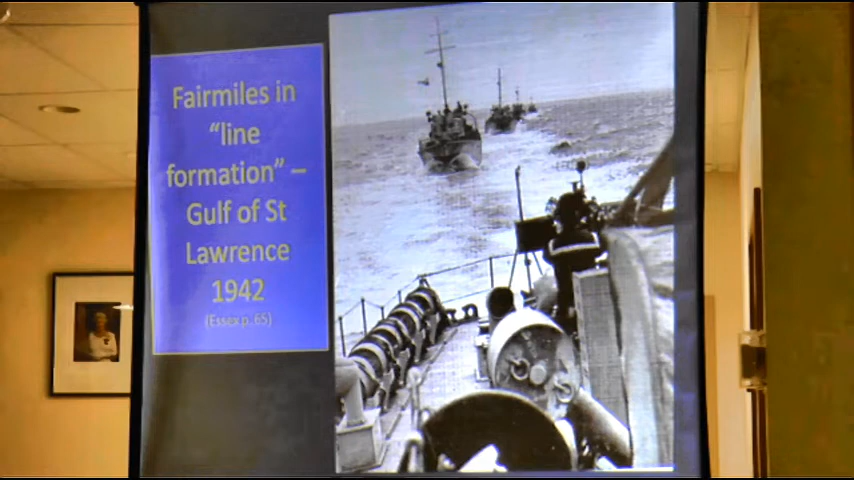 Fairmiles in
“line
formation” –
Gulf of St
Lawrence
1942
(Essex p. 65)